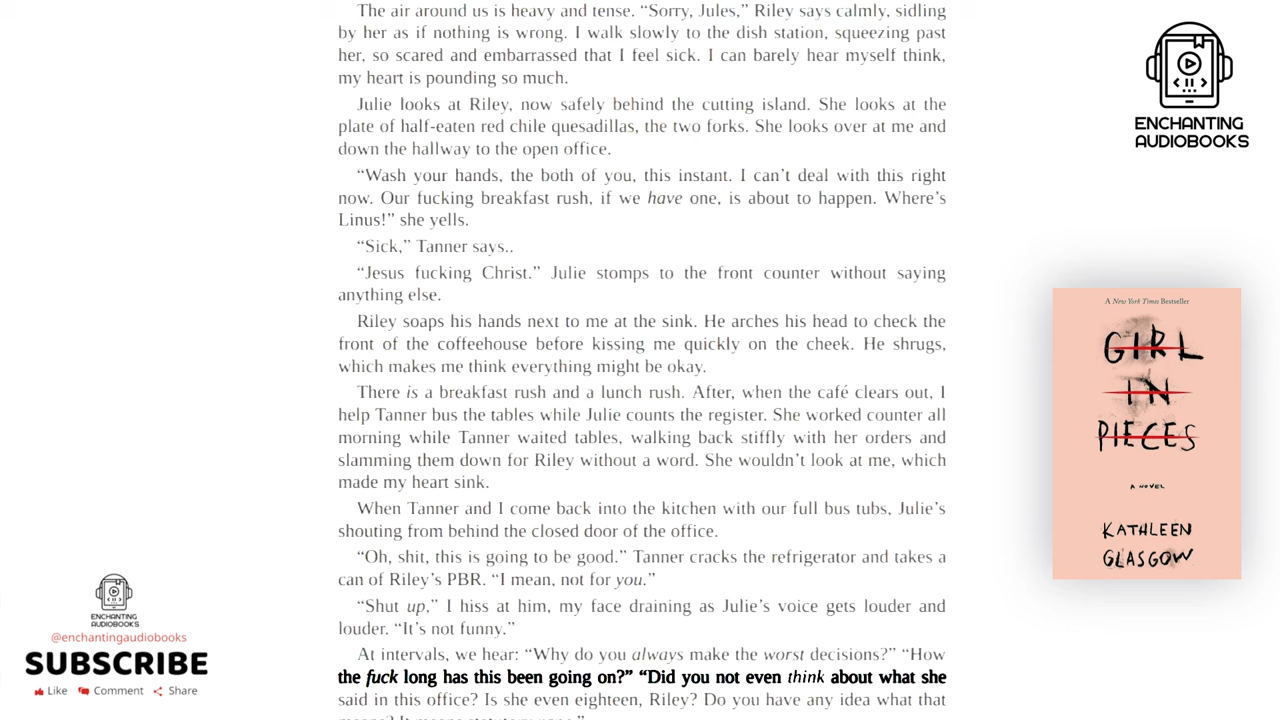 The air around us is heavy and tense. “Sorry, Jules,” Riley says calmly, sidling
by her as if nothing is wrong. I walk slowly to the dish station, squeezing past
her, so scared and embarrassed that I feel sick. I can barely hear myself think,
my heart is pounding so much.
Julie looks at Riley, now safely behind the cutting island. She looks at the
plate of half-eaten red chile quesadillas, the two forks. She looks over at me and
down the hallway to the open office.
“Wash your hands, the both of you, this instant. I can’t deal with this right
now. Our fucking breakfast rush, if we have one, is about to happen. Where’s
Linus!” she yells.
“Sick,” Tanner says..
“Jesus fucking Christ.” Julie stomps to the front counter without saying
anything else.
Riley soaps his hands next to me at the sink. He arches his head to check the
front of the coffeehouse before kissing me quickly on the cheek. He shrugs,
which makes me think everything might be okay.
There is a breakfast rush and a lunch rush. After, when the café clears out, I
help Tanner bus the tables while Julie counts the register. She worked counter all
morning while Tanner waited tables, walking back stiffly with her orders and
slamming them down for Riley without a word. She wouldn’t look at me, which
made my heart sink.
When Tanner and I come back into the kitchen with our full bus tubs, Julie’s
shouting from behind the closed door of the office.
“Oh, shit, this is going to be good.” Tanner cracks the refrigerator and takes a
can of Riley’s PBR. “I mean, not for you.”
“Shut up,” I hiss at him, my face draining as Julie’s voice gets louder and
louder. “It’s not funny.”
At intervals, we hear: “Why do you always make the worst decisions?” “How
the fuck long has this been going on?” “Did you not even think about what she
said in this office? Is she even eighteen, Riley? Do you have any idea what that
ENCHANTING
AUDIOBOOKS
A New York Times Bestseller
GIRL
IN
PIECES
A NOVEL
KATHLEEN
GLASGOW
ENCHANTING
AUDIOBOOKS
@enchantingaudiobooks
SUBSCRIBE
Like Comment Share